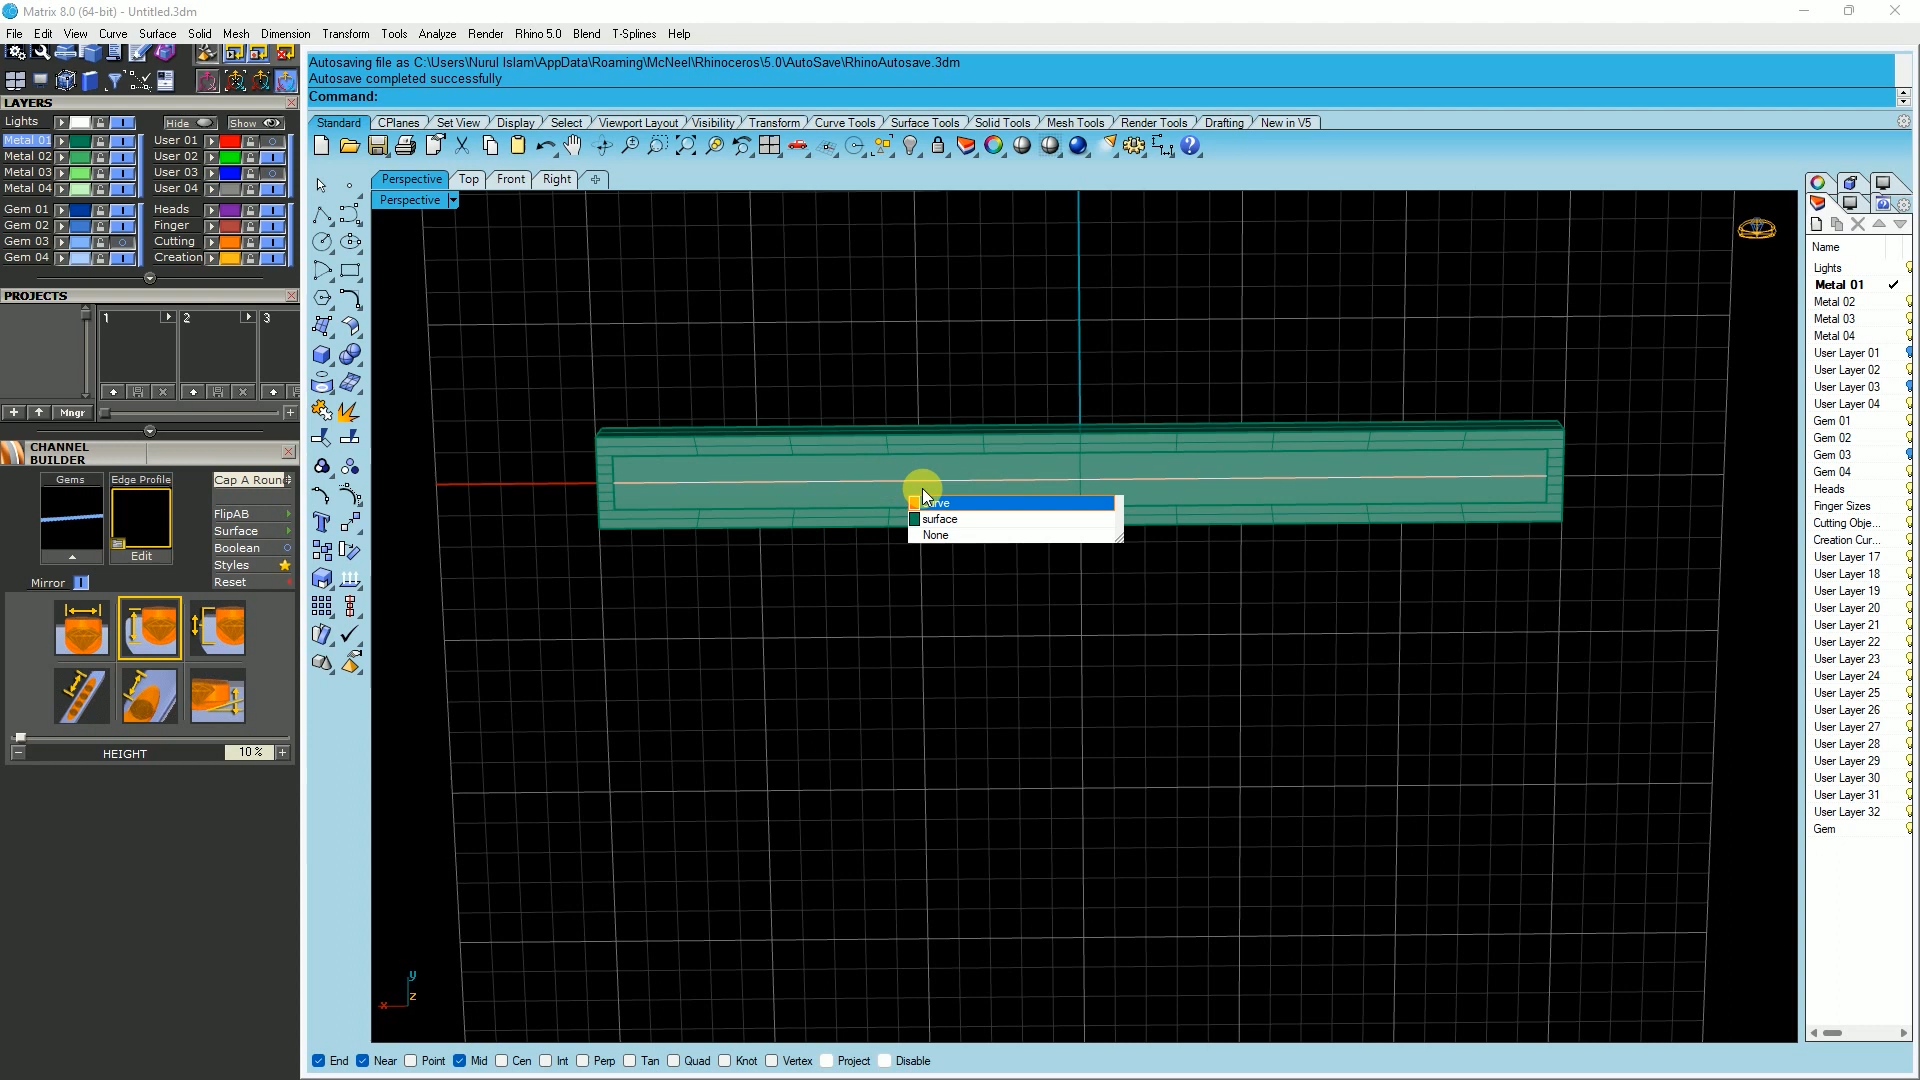 Matrix 8.0 (64-bit) - Untitled.3dm
File Edit View Curve Surface Solid Mesh Dimension Transform Tools Analyze Render Rhino 5.0 Blend T-Splines Help
Autosaving file as C:\Users\Nurul Islam\AppData\Roaming\McNeel\Rhinoceros\5.0\AutoSave\RhinoAutosave.3dm
Autosave completed successfully
Command:
LAYERS
Lights Hide Show
Metal 01 User 01
Metal 02 User 02
Metal 03 User 03
Metal 04 User 04
Gem 01 Heads
Gem 02 Finger
Gem 03 Cutting
Gem 04 Creation
PROJECTS
1 2 3
Mngr
CHANNEL
BUILDER
Gems Edge Profile Cap A Roun
FlipAB
Surface
Boolean
Edit
Styles
Mirror Reset
HEIGHT 10 %
Standard CPlanes Set View Display Select Viewport Layout Visibility Transform Curve Tools Surface Tools Solid Tools Mesh Tools Render Tools Drafting New in V5
Perspective Top Front Right
Perspective
surface
None
y
z
x
End Near Point Mid Cen Int Perp Tan Quad Knot Vertex Project Disable
Name
Lights
Metal 01
Metal 02
Metal 03
Metal 04
User Layer 01
User Layer 02
User Layer 03
User Layer 04
Gem 01
Gem 02
Gem 03
Gem 04
Heads
Finger Sizes
Cutting Obje...
Creation Cur...
User Layer 17
User Layer 18
User Layer 19
User Layer 20
User Layer 21
User Layer 22
User Layer 23
User Layer 24
User Layer 25
User Layer 26
User Layer 27
User Layer 28
User Layer 29
User Layer 30
User Layer 31
User Layer 32
Gem